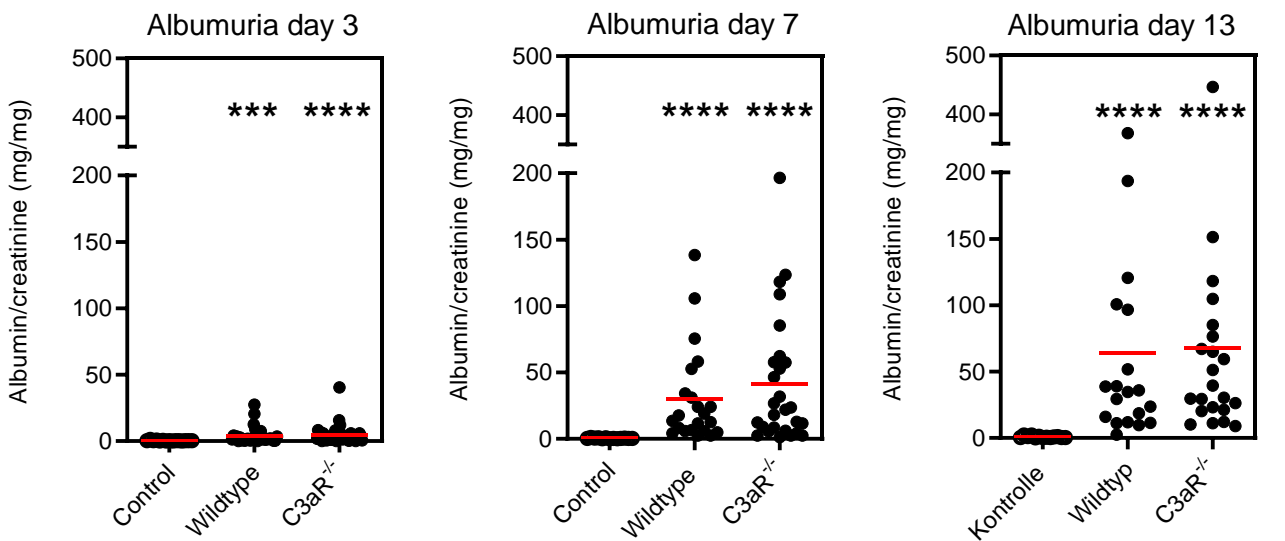 Albumuria day 3
Albumin/creatinine (mg/mg)
500
400
200
150
100
50
0
*** ****
Control
Wildtype
C3aR-/-
Albumuria day 7
Albumin/creatinine (mg/mg)
500
400
200
150
100
50
0
**** ****
Control
Wildtype
C3aR-/-
Albumuria day 13
Albumin/creatinine (mg/mg)
500
400
200
150
100
50
0
**** ****
Kontrolle
Wildtyp
C3aR-/-